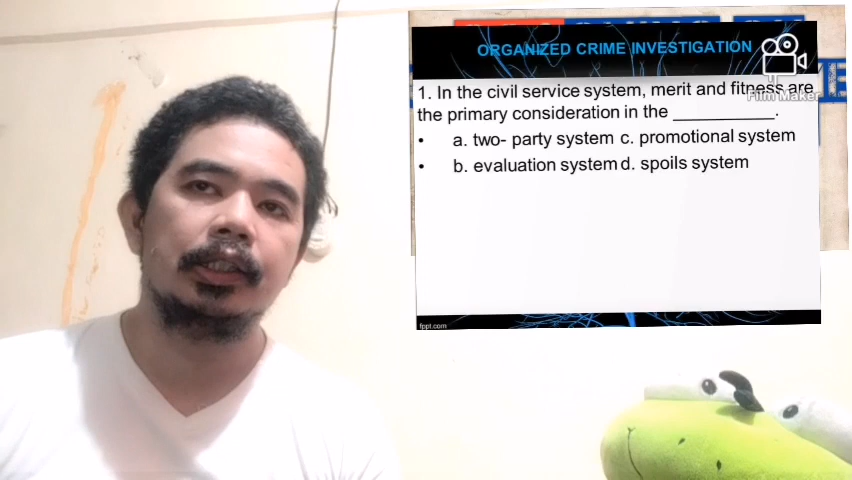 ORGANIZED CRIME INVESTIGATION
1. In the civil service system, merit and fitness are
the primary consideration in the __________.
• a. two- party system c. promotional system
• b. evaluation system d. spoils system
Film Maker
fppt.com